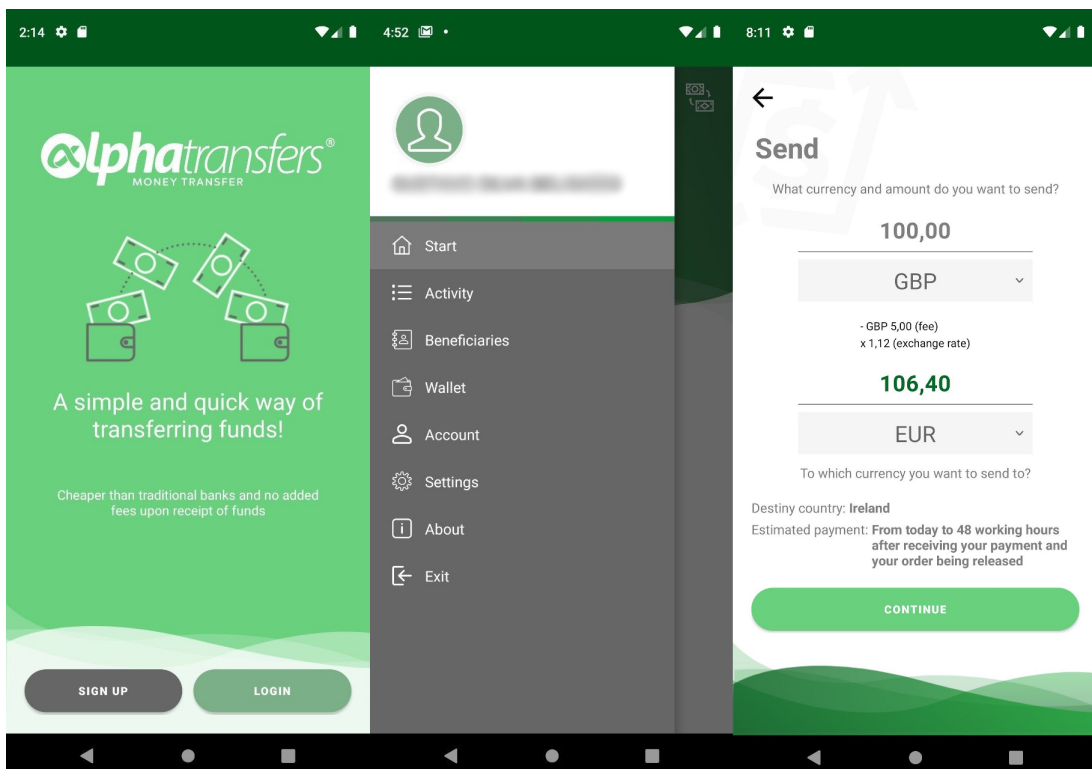 2:14
alphatransfers®
MONEY TRANSFER
A simple and quick way of
transferring funds!
Cheaper than traditional banks and no added
fees upon receipt of funds
SIGN UP
LOGIN
4:52
Start
Activity
Beneficiaries
Wallet
Account
Settings
About
Exit
8:11
Send
What currency and amount do you want to send?
100,00
GBP
- GBP 5,00 (fee)
x 1,12 (exchange rate)
106,40
EUR
To which currency you want to send to?
Destiny country: Ireland
Estimated payment: From today to 48 working hours
after receiving your payment and
your order being released
CONTINUE